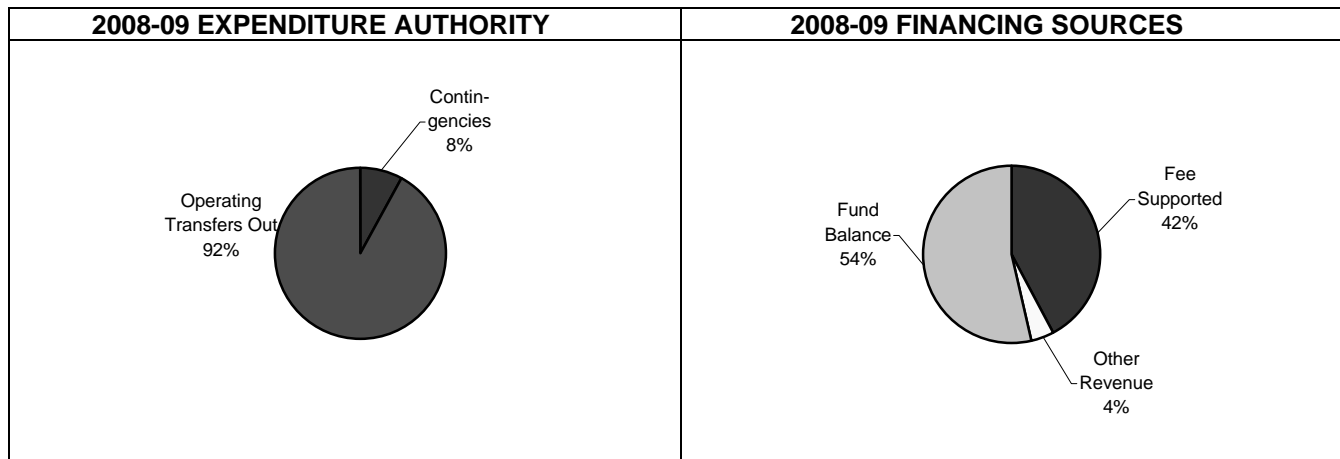 2008-09 EXPENDITURE AUTHORITY
Contin-
gencies
8%
Operating
Transfers Out
92%
2008-09 FINANCING SOURCES
Fee
Supported
42%
Fund
Balance
54%
Other
Revenue
4%